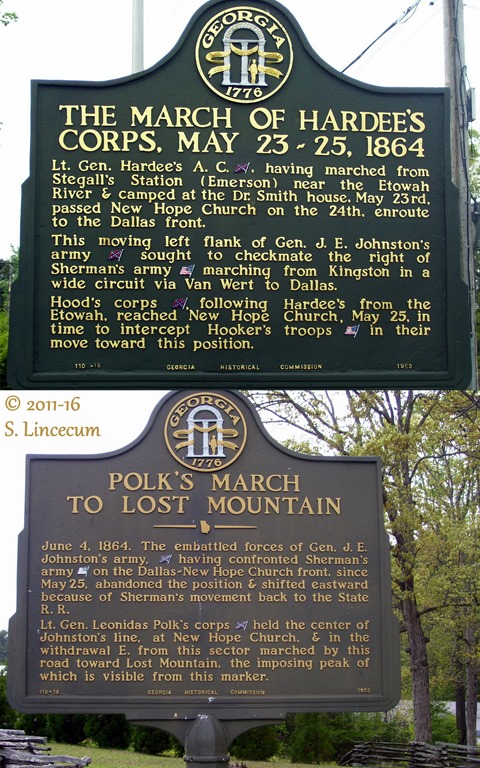 GEORGIA
1776
THE MARCH OF HARDEE'S
CORPS, MAY 23-25, 1864
Lt. Gen. Hardee's A. C., having marched from
Stegall's Station (Emerson) near the Etowah
River & camped at the Dr. Smith house, May 23rd,
passed New Hope Church on the 24th, enroute
to the Dallas front.
This moving left flank of Gen. J. E. Johnston's
army sought to checkmate the right of
Sherman's army marching from Kingston in a
wide circuit via Van Wert to Dallas.
Hood's corps following Hardee's from the
Etowah, reached New Hope Church, May 25, in
time to intercept Hooker's troops in their
move toward this position.
110-16 GEORGIA HISTORICAL COMMISSION 1953
© 2011-16
S. Lincecum
GEORGIA
1776
POLK'S MARCH
TO LOST MOUNTAIN
June 4, 1864. The embattled forces of Gen. J. E.
Johnston's army, having confronted Sherman's
army on the Dallas-New Hope Church front, since
May 25, abandoned the position & shifted eastward
because of Sherman's movement back to the State
R. R.
Lt. Gen. Leonidas Polk's corps held the center of
Johnston's line, at New Hope Church, & in the
withdrawal E. from this sector marched by this
road toward Lost Mountain, the imposing peak of
which is visible from this marker.
110-18 GEORGIA HISTORICAL COMMISSION 1953